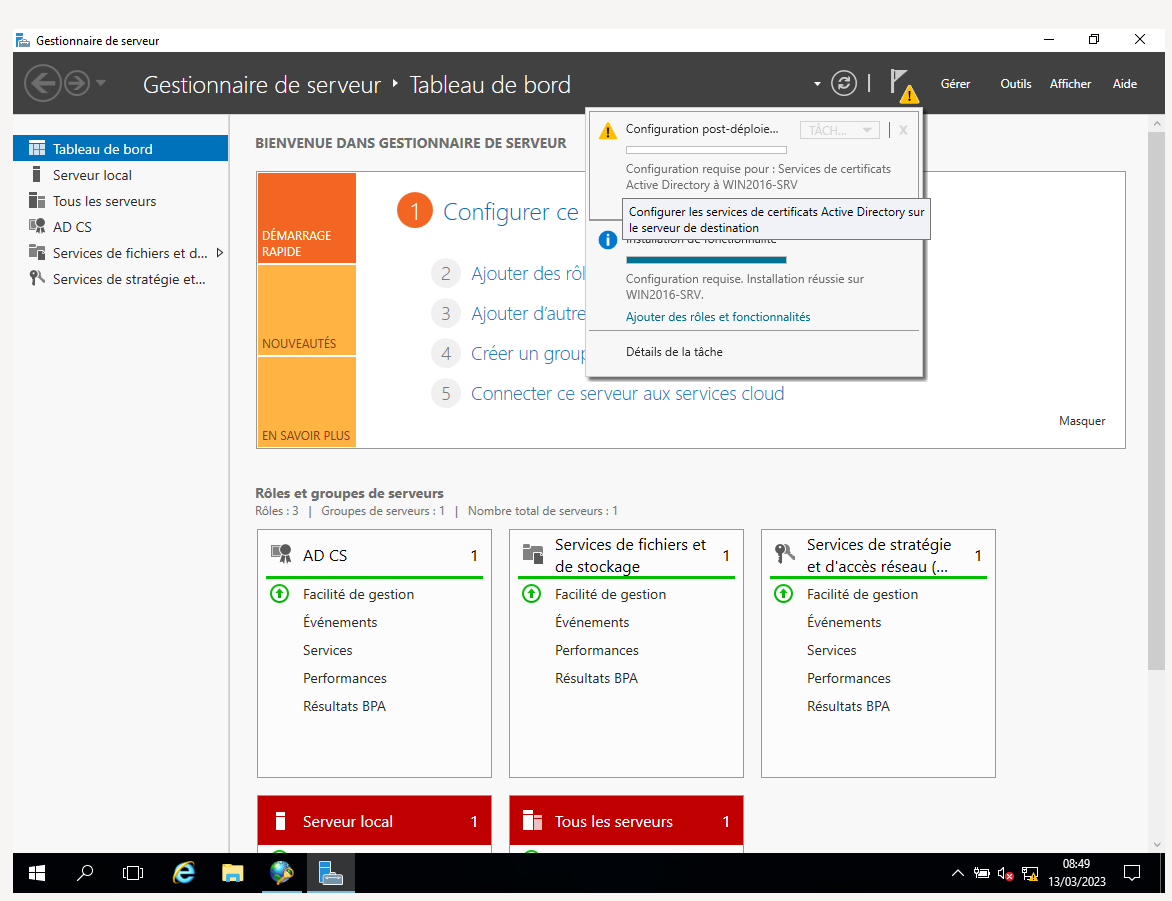 Gestionnaire de serveur
Gestionnaire de serveur ‣ Tableau de bord
Gérer
Outils
Afficher
Aide
Tableau de bord
Serveur local
Tous les serveurs
AD CS
Services de fichiers et d...
Services de stratégie et...
BIENVENUE DANS GESTIONNAIRE DE SERVEUR
DÉMARRAGE
RAPIDE
NOUVEAUTÉS
EN SAVOIR PLUS
1 Configurer ce
2 Ajouter des rôl
3 Ajouter d'autre
4 Créer un group
5 Connecter ce serveur aux services cloud
Masquer
Configuration post-déploie...
TÂCH...
X
Configuration requise pour : Services de certificats
Active Directory à WIN2016-SRV
Configurer les services de certificats Active Directory sur
le serveur de destination
Installation de fonctionnalité
Configuration requise. Installation réussie sur
WIN2016-SRV.
Ajouter des rôles et fonctionnalités
Détails de la tâche
Rôles et groupes de serveurs
Rôles : 3 | Groupes de serveurs : 1 | Nombre total de serveurs : 1
AD CS 1
Facilité de gestion
Événements
Services
Performances
Résultats BPA
Services de fichiers et
de stockage
1
Facilité de gestion
Événements
Performances
Résultats BPA
Services de stratégie
et d'accès réseau (...
1
Facilité de gestion
Événements
Services
Performances
Résultats BPA
Serveur local 1
Tous les serveurs 1
08:49
13/03/2023